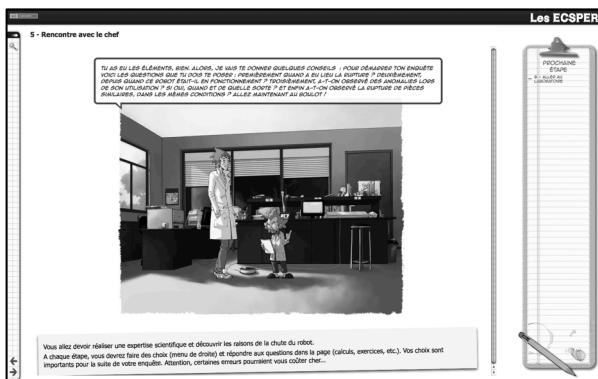 Les ECSPER
5 - Rencontre avec le chef
TU AS EU LES ÉLÉMENTS, BIEN. ALORS, JE VAIS TE DONNER QUELQUES CONSEILS : POUR DÉMARRER TON ENQUÊTE
VOICI LES QUESTIONS QUE TU DOIS TE POSER : PREMIÈREMENT QUAND A EU LIEU LA RUPTURE ? DEUXIÈMEMENT,
DEPUIS QUAND CE ROBOT ÉTAIT-IL EN FONCTIONNEMENT ? TROISIÈMEMENT, A-T-ON OBSERVÉ DES ANOMALIES LORS
DE SON UTILISATION ? SI OUI, QUAND ET DE QUELLE SORTE ? ET ENFIN A-T-ON OBSERVÉ LA RUPTURE DE PIÈCES
SIMILAIRES, DANS LES MÊMES CONDITIONS ? ALLEZ MAINTENANT AU BOULOT !
PROCHAINE
ÉTAPE
ALLER AU
LABORATOIRE
Vous allez devoir réaliser une expertise scientifique et découvrir les raisons de la chute du robot.
A chaque étape, vous devrez faire des choix (menu de droite) et répondre aux questions dans la page (calculs, exercices, etc.). Vos choix sont
importants pour la suite de votre enquête. Attention, certaines erreurs pourraient vous coûter cher...